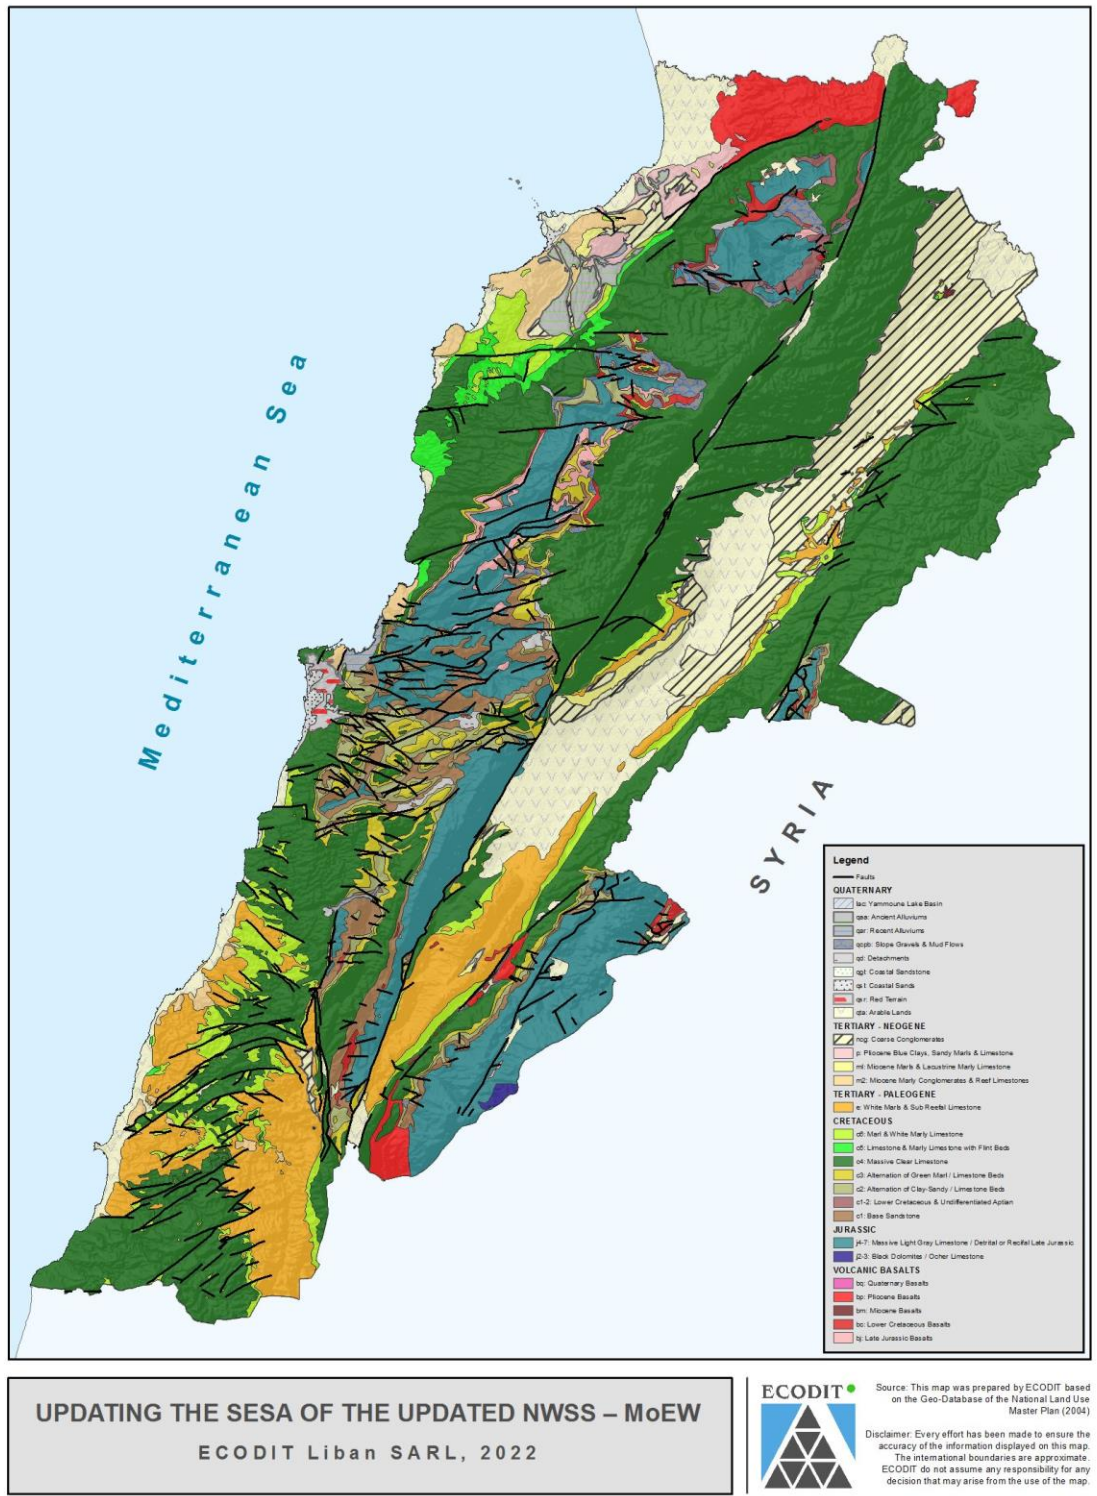 Mediterranean Sea
SYRIA
Legend
Faults
QUATERNARY
lac: Yammoune Lake Basin
qaa: Ancient Alluviums
qar: Recent Alluviums
qopb: Slope Gravels & Mud Flows
qd: Detachments
qgl: Coastal Sandstone
qsl: Coastal Sands
qsr: Red Terrain
qta: Arable Lands
TERTIARY - NEOGENE
ncg: Coarse Conglomerates
p: Pliocene Blue Clays, Sandy Marls & Limestone
ml: Miocene Marls & Lacustrine Marly Limestone
m2: Miocene Marly Conglomerates & Reef Limestones
TERTIARY - PALEOGENE
e: White Marls & Sub Reefal Limestone
CRETACEOUS
c6: Marl & White Marly Limestone
c5: Limestone & Marly Limestone with Flint Beds
c4: Massive Clear Limestone
c3: Alternation of Green Marl / Limestone Beds
c2: Alternation of Clay-Sandy / Limestone Beds
c1-2: Lower Cretaceous & Undifferentiated Aptian
c1: Base Sandstone
JURASSIC
j4-7: Massive Light Gray Limestone / Detrital or Recifal Late Jurassic
j2-3: Black Dolomites / Ocher Limestone
VOLCANIC BASALTS
bq: Quaternary Basalts
bp: Pliocene Basalts
bm: Miocene Basalts
bc: Lower Cretaceous Basalts
bj: Late Jurassic Basalts
UPDATING THE SESA OF THE UPDATED NWSS – MoEW
ECODIT Liban SARL, 2022
ECODIT
Source: This map was prepared by ECODIT based
on the Geo-Database of the National Land Use
Master Plan (2004)
Disclaimer: Every effort has been made to ensure the
accuracy of the information displayed on this map.
The international boundaries are approximate.
ECODIT do not assume any responsibility for any
decision that may arise from the use of the map.